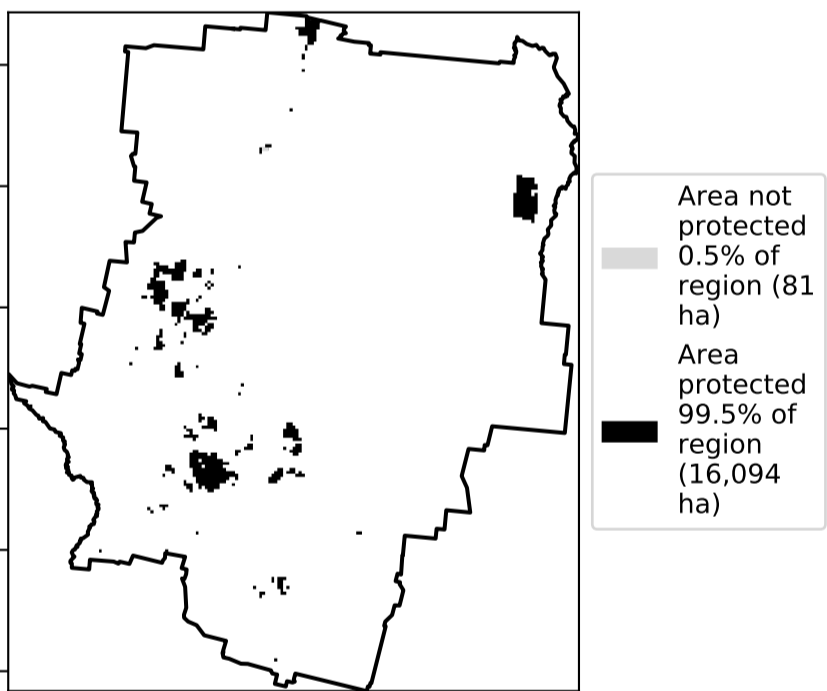 Area not
protected
0.5% of
region (81
ha)
Area
protected
99.5% of
region
(16,094
ha)